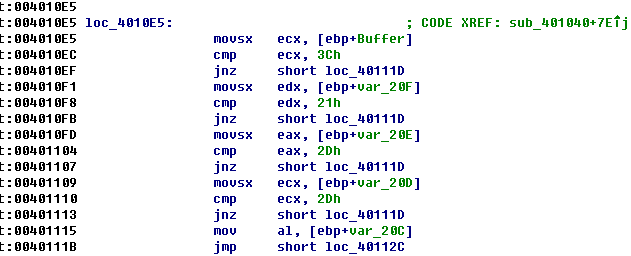 t:004010E5
t:004010E5 loc_4010E5: ; CODE XREF: sub_401040+7E↑j
t:004010E5 movsx ecx, [ebp+Buffer]
t:004010EC cmp ecx, 3Ch
t:004010EF jnz short loc_40111D
t:004010F1 movsx edx, [ebp+var_20F]
t:004010F8 cmp edx, 21h
t:004010FB jnz short loc_40111D
t:004010FD movsx eax, [ebp+var_20E]
t:00401104 cmp eax, 2Dh
t:00401107 jnz short loc_40111D
t:00401109 movsx ecx, [ebp+var_20D]
t:00401110 cmp ecx, 2Dh
t:00401113 jnz short loc_40111D
t:00401115 mov al, [ebp+var_20C]
t:0040111B jmp short loc_40112C